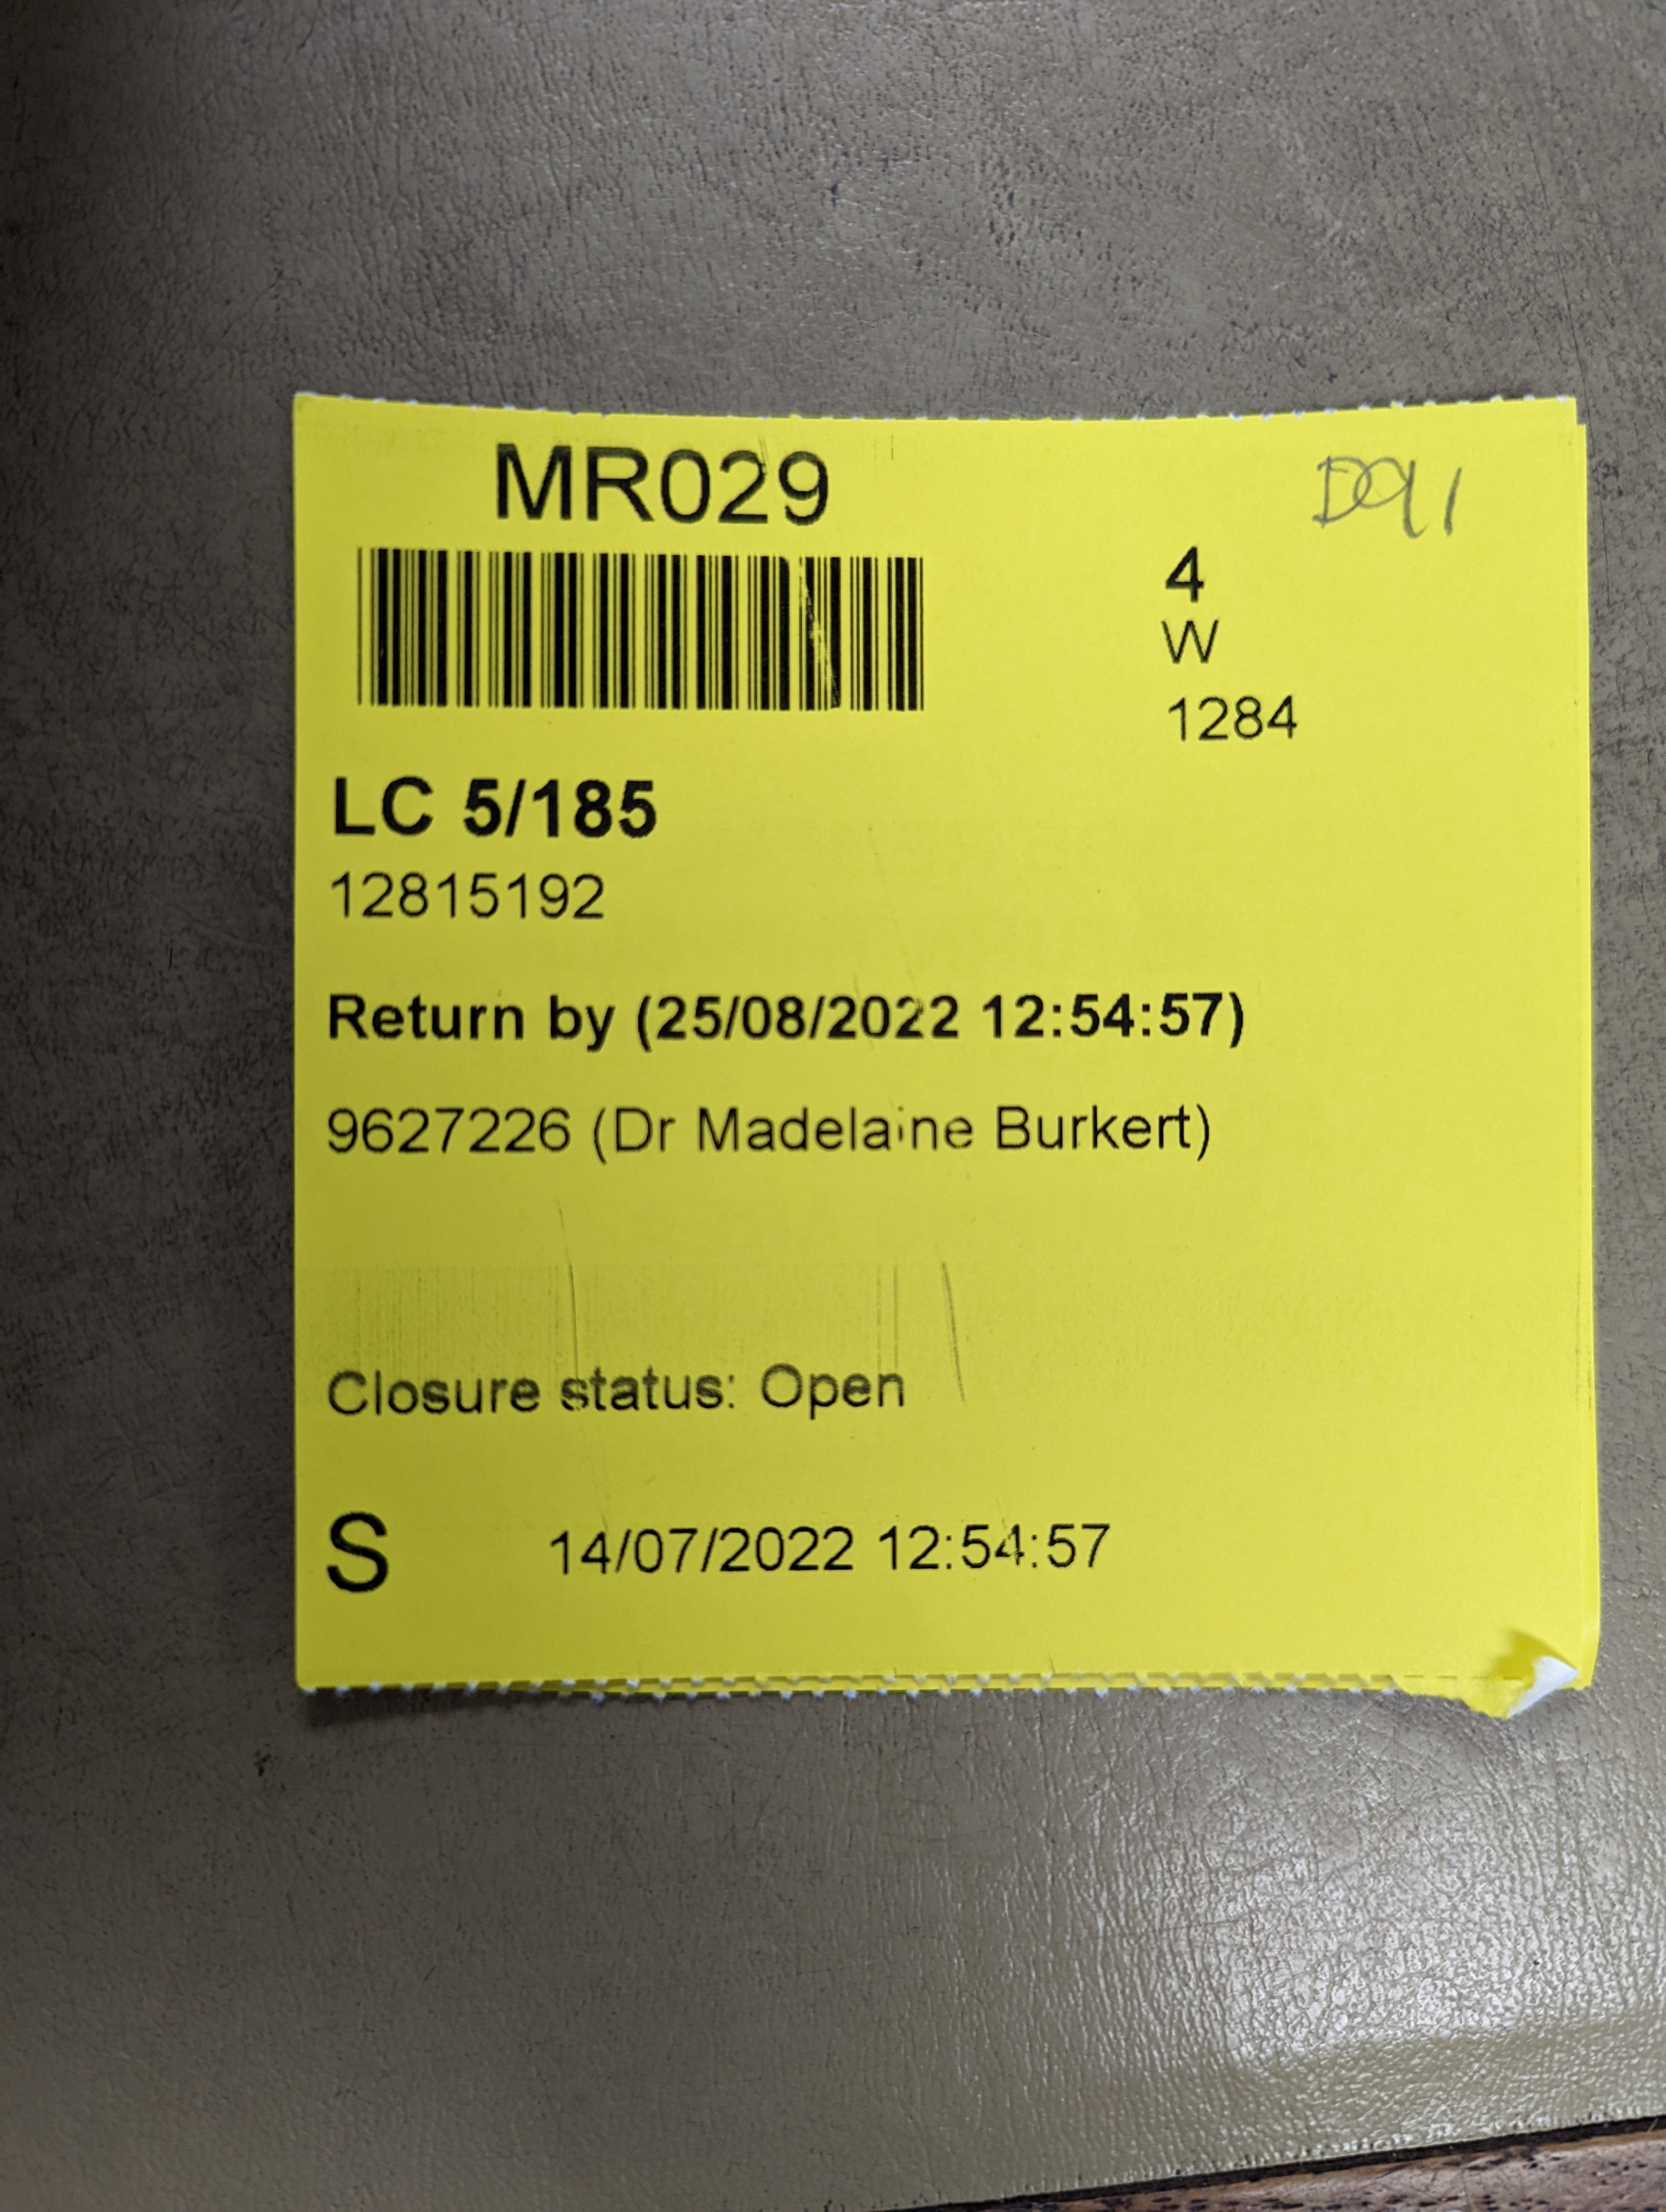 MR029
D91
4
W
1284
LC 5/185
12815192
Return by (25/08/2022 12:54:57)
9627226 (Dr Madelaine Burkert)
Closure status: Open
S 14/07/2022 12:54:57